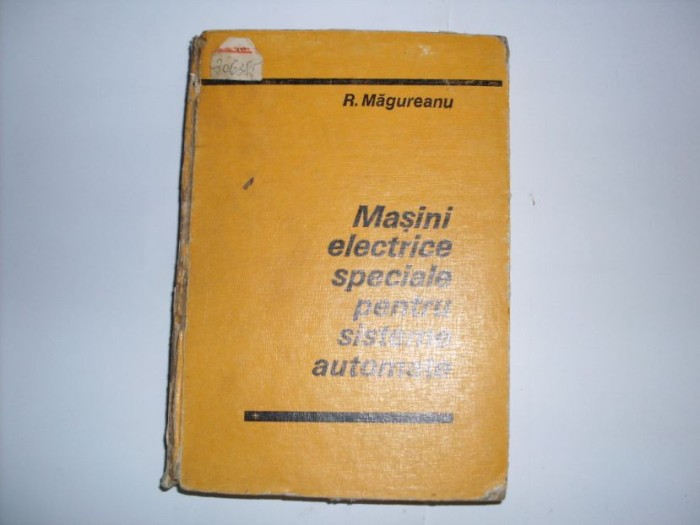 R. Măgureanu
Mașini
electrice
speciale
pentru
sisteme
automate